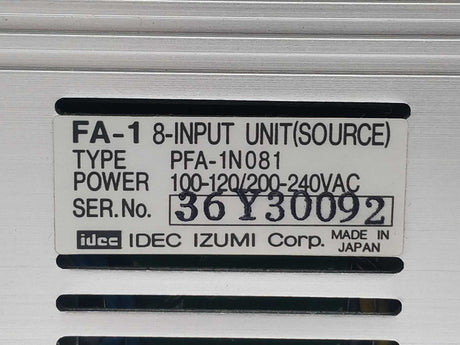 FA-1 8-INPUT UNIT(SOURCE)
TYPE PFA-1N081
POWER 100-120/200-240VAC
SER.No. 36Y30092
idec IDEC IZUMI Corp. MADE IN JAPAN